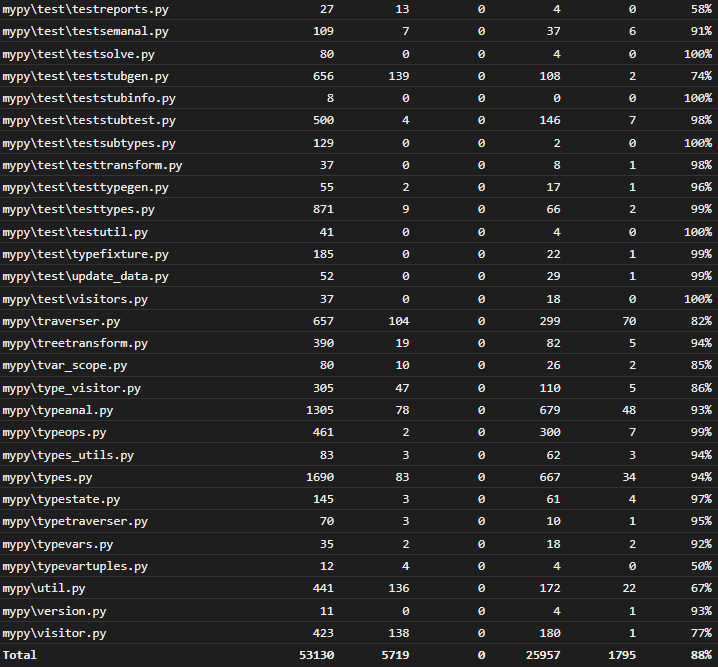 mypy\test\testreports.py 27 13 0 4 0 58%
mypy\test\testsemanal.py 109 7 0 37 6 91%
mypy\test\testsolve.py 80 0 0 4 0 100%
mypy\test\teststubgen.py 656 139 0 108 2 74%
mypy\test\teststubinfo.py 8 0 0 0 0 100%
mypy\test\teststubtest.py 500 4 0 146 7 98%
mypy\test\testsubtypes.py 129 0 0 2 0 100%
mypy\test\testtransform.py 37 0 0 8 1 98%
mypy\test\testtypegen.py 55 2 0 17 1 96%
mypy\test\testtypes.py 871 9 0 66 2 99%
mypy\test\testutil.py 41 0 0 4 0 100%
mypy\test\typefixture.py 185 0 0 22 1 99%
mypy\test\update_data.py 52 0 0 29 1 99%
mypy\test\visitors.py 37 0 0 18 0 100%
mypy\traverser.py 657 104 0 299 70 82%
mypy\treetransform.py 390 19 0 82 5 94%
mypy\tvar_scope.py 80 10 0 26 2 85%
mypy\type_visitor.py 305 47 0 110 5 86%
mypy\typeanal.py 1305 78 0 679 48 93%
mypy\typeops.py 461 2 0 300 7 99%
mypy\types_utils.py 83 3 0 62 3 94%
mypy\types.py 1690 83 0 667 34 94%
mypy\typestate.py 145 3 0 61 4 97%
mypy\typetraverser.py 70 3 0 10 1 95%
mypy\typevars.py 35 2 0 18 2 92%
mypy\typevartuples.py 12 4 0 4 0 50%
mypy\util.py 441 136 0 172 22 67%
mypy\version.py 11 0 0 4 1 93%
mypy\visitor.py 423 138 0 180 1 77%
Total 53130 5719 0 25957 1795 88%